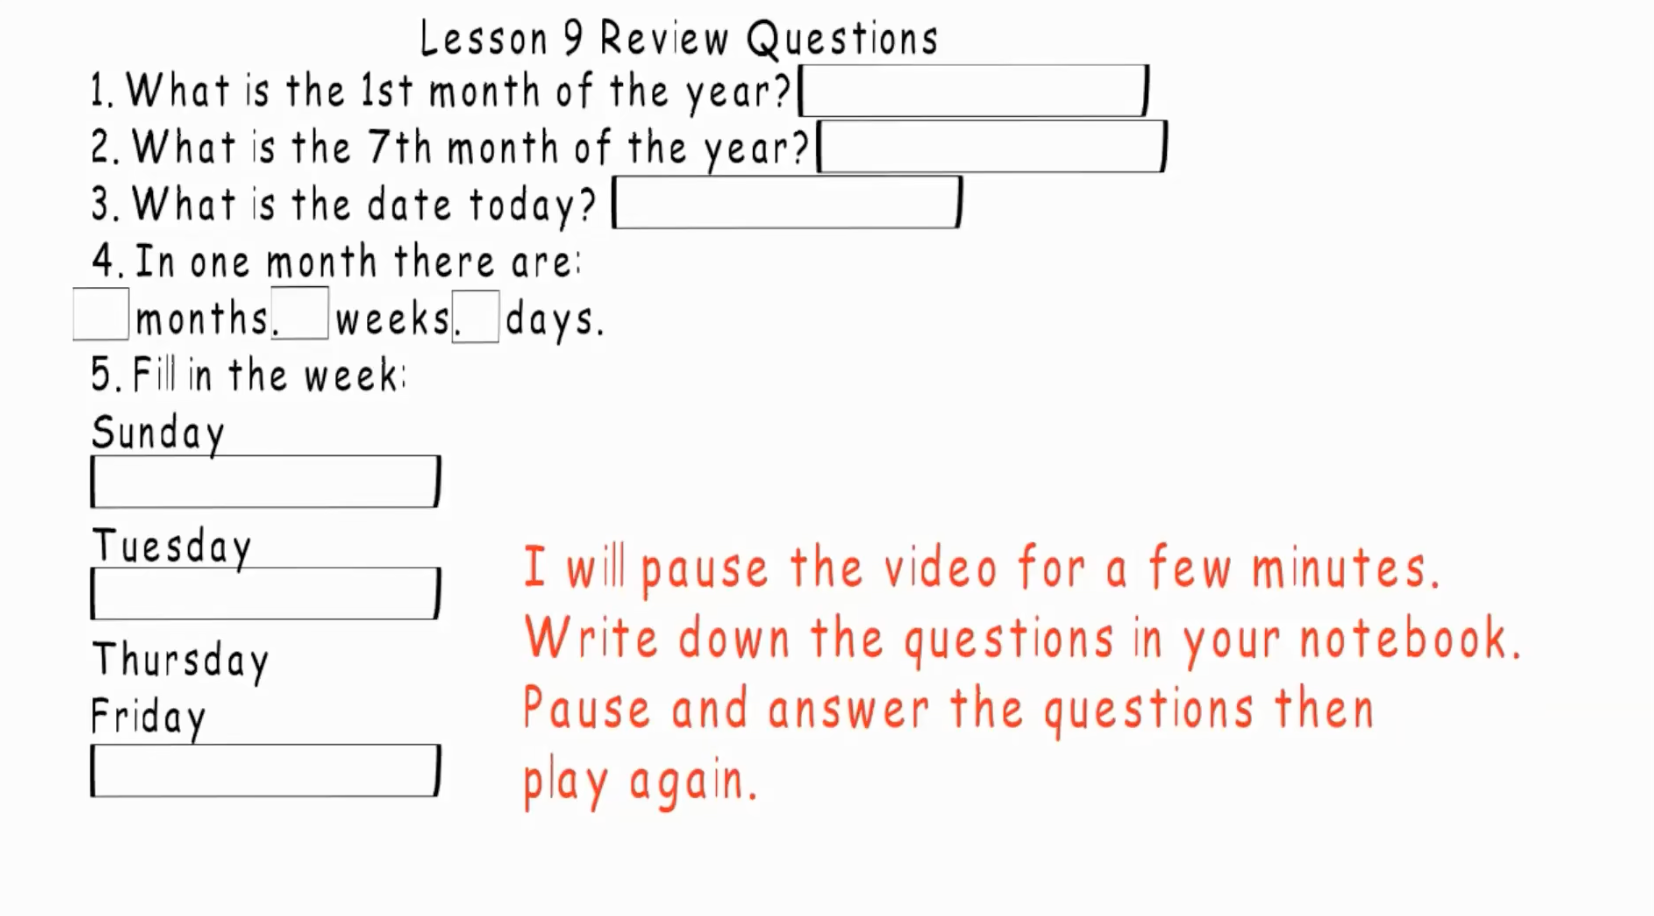 Lesson 9 Review Questions
1. What is the 1st month of the year?
2. What is the 7th month of the year?
3. What is the date today?
4. In one month there are:
months. weeks. days.
5. Fill in the week:
Sunday
Tuesday
Thursday
Friday
I will pause the video for a few minutes.
Write down the questions in your notebook.
Pause and answer the questions then
play again.